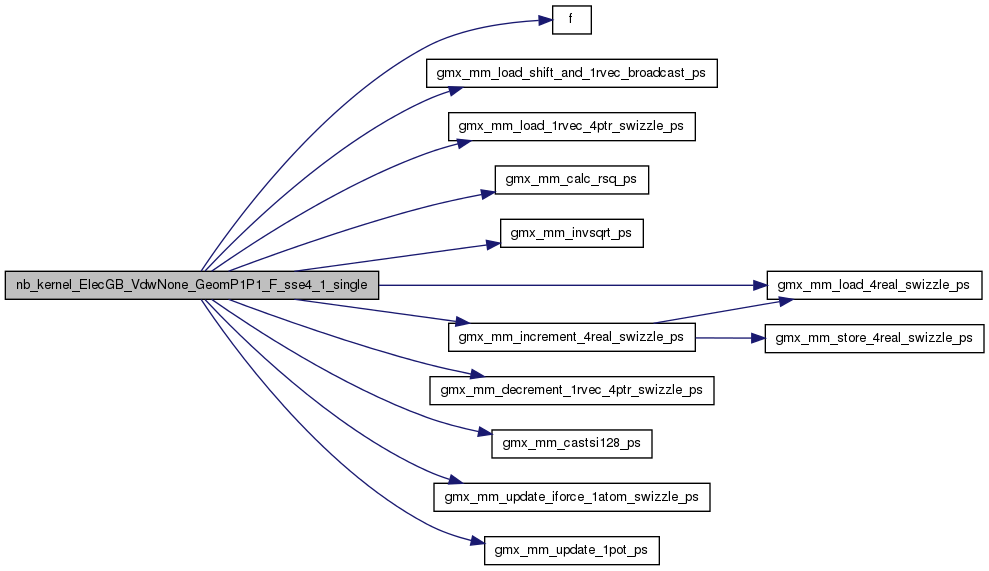 f
gmx_mm_load_shift_and_1rvec_broadcast_ps
gmx_mm_load_1rvec_4ptr_swizzle_ps
gmx_mm_calc_rsq_ps
gmx_mm_invsqrt_ps
nb_kernel_ElecGB_VdwNone_GeomP1P1_F_sse4_1_single
gmx_mm_load_4real_swizzle_ps
gmx_mm_increment_4real_swizzle_ps
gmx_mm_store_4real_swizzle_ps
gmx_mm_decrement_1rvec_4ptr_swizzle_ps
gmx_mm_castsi128_ps
gmx_mm_update_iforce_1atom_swizzle_ps
gmx_mm_update_1pot_ps